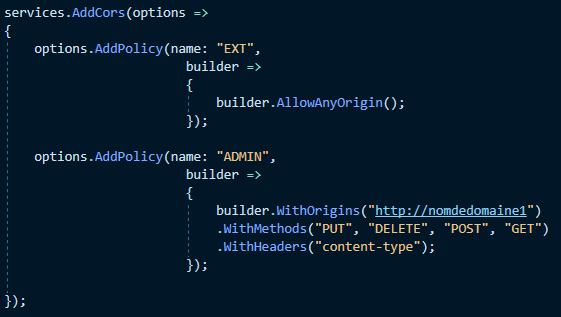 services.AddCors(options =>
{
    options.AddPolicy(name: "EXT",
                      builder =>
                      {
                          builder.AllowAnyOrigin();
                      });
    options.AddPolicy(name: "ADMIN",
                      builder =>
                      {
                          builder.WithOrigins("http://nomdedomaine1")
                          .WithMethods("PUT", "DELETE", "POST", "GET")
                          .WithHeaders("content-type");
                      });
});